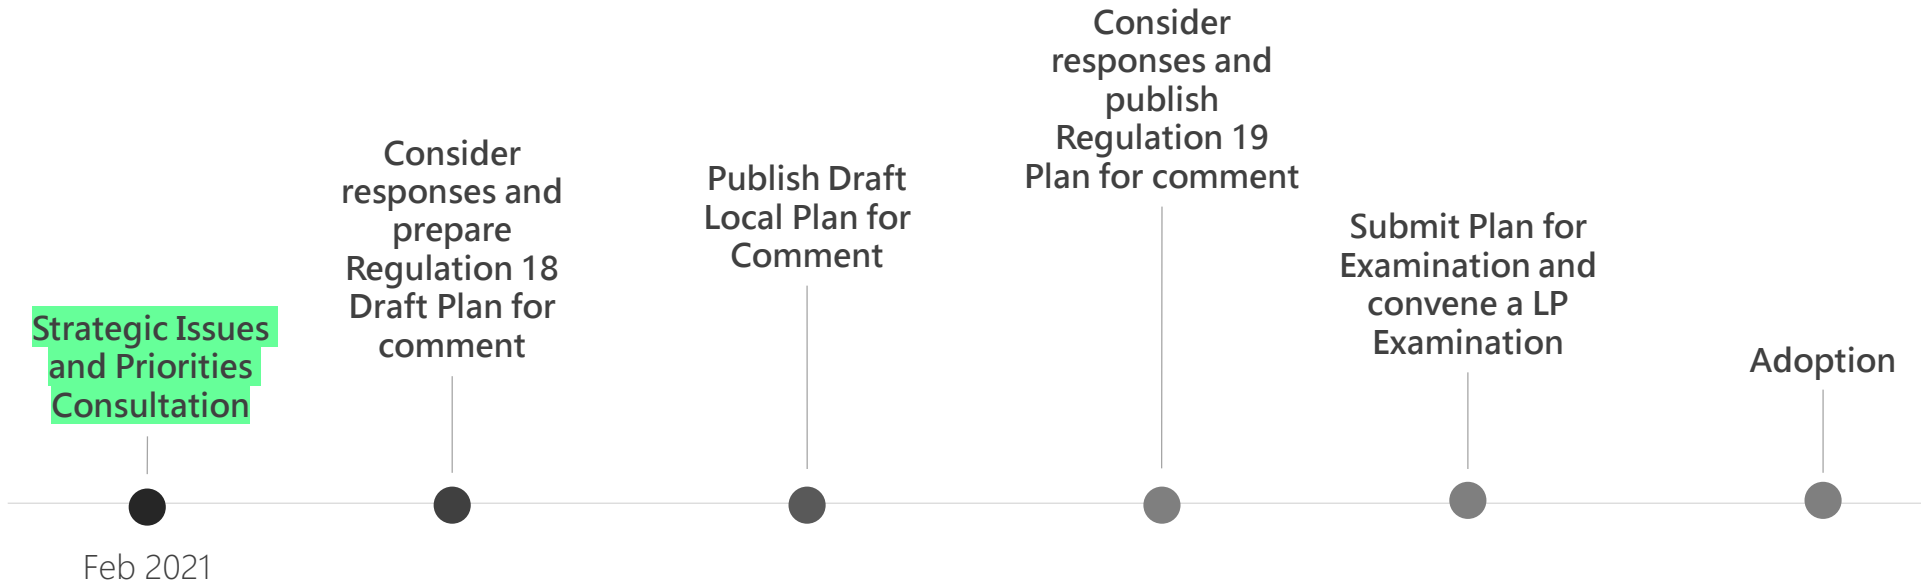 Strategic Issues
and Priorities
Consultation
Feb 2021
Consider
responses and
prepare
Regulation 18
Draft Plan for
comment
Publish Draft
Local Plan for
Comment
Consider
responses and
publish
Regulation 19
Plan for comment
Submit Plan for
Examination and
convene a LP
Examination
Adoption